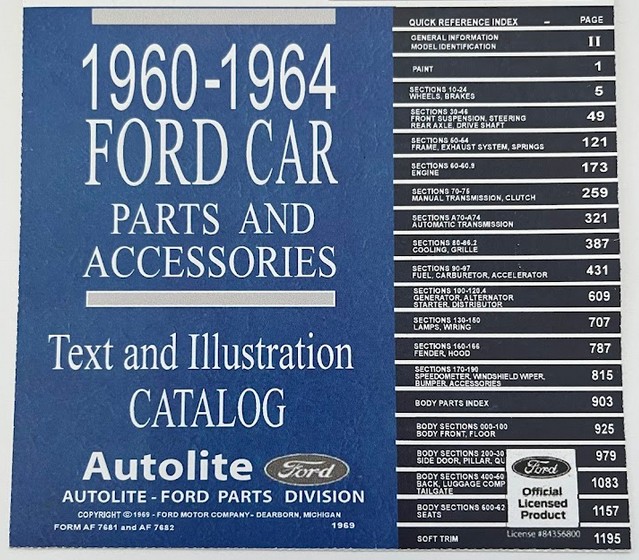 1960-1964
FORD CAR
PARTS AND
ACCESSORIES
Text and Illustration
CATALOG
Autolite Ford
AUTOLITE - FORD PARTS DIVISION
COPYRIGHT © 1969 - FORD MOTOR COMPANY - DEARBORN, MICHIGAN
FORM AF 7681 and AF 7682 1969
QUICK REFERENCE INDEX - PAGE
GENERAL INFORMATION
MODEL IDENTIFICATION II
PAINT 1
SECTIONS 10-24
WHEELS, BRAKES 5
SECTIONS 30-46
FRONT SUSPENSION, STEERING
REAR AXLE, DRIVE SHAFT 49
SECTIONS 50-64
FRAME, EXHAUST SYSTEM, SPRINGS 121
SECTIONS 60-60.9
ENGINE 173
SECTIONS 70-75
MANUAL TRANSMISSION, CLUTCH 259
SECTIONS A70-A74
AUTOMATIC TRANSMISSION 321
SECTIONS 80-86.2
COOLING, GRILLE 387
SECTIONS 90-97
FUEL, CARBURETOR, ACCELERATOR 431
SECTIONS 100-120.4
GENERATOR, ALTERNATOR
STARTER, DISTRIBUTOR 609
SECTIONS 130-150
LAMPS, WIRING 707
SECTIONS 160-166
FENDER, HOOD 787
SECTIONS 170-190
SPEEDOMETER, WINDSHIELD WIPER,
BUMPER, ACCESSORIES 815
BODY PARTS INDEX 903
BODY SECTIONS 000-100
BODY FRONT, FLOOR 925
BODY SECTIONS 200-30
SIDE DOOR, PILLAR, QU 979
BODY SECTIONS 400-60
BACK, LUGGAGE COMP
TAILGATE 1083
BODY SECTIONS 600-62
SEATS 1157
SOFT TRIM 1195
Ford
Official
Licensed
Product
License #84356800